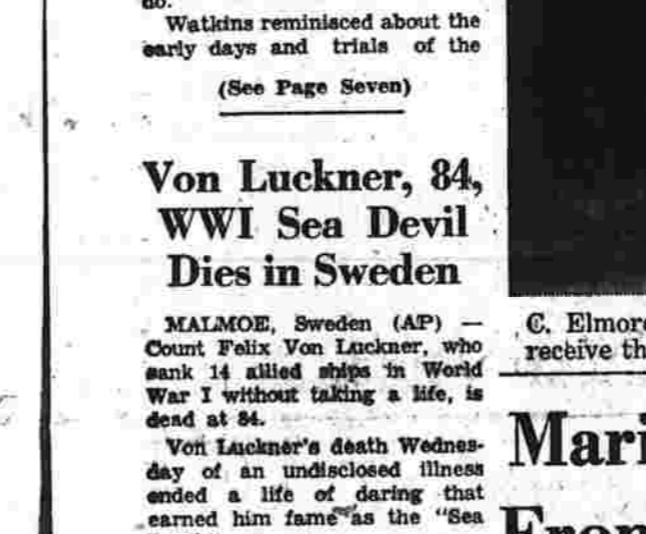 do.
Watkins reminisced about the
early days and trials of the
(See Page Seven)
Von Luckner, 84,
WWI Sea Devil
Dies in Sweden
MALMOE, Sweden (AP) —
Count Felix Von Luckner, who
sank 14 allied ships in World
War I without taking a life, is
dead at 84.
Von Luckner's death Wednes-
day of an undisclosed illness
ended a life of daring that
earned him fame as the "Sea
C. Elmor
receive th
Mari
From